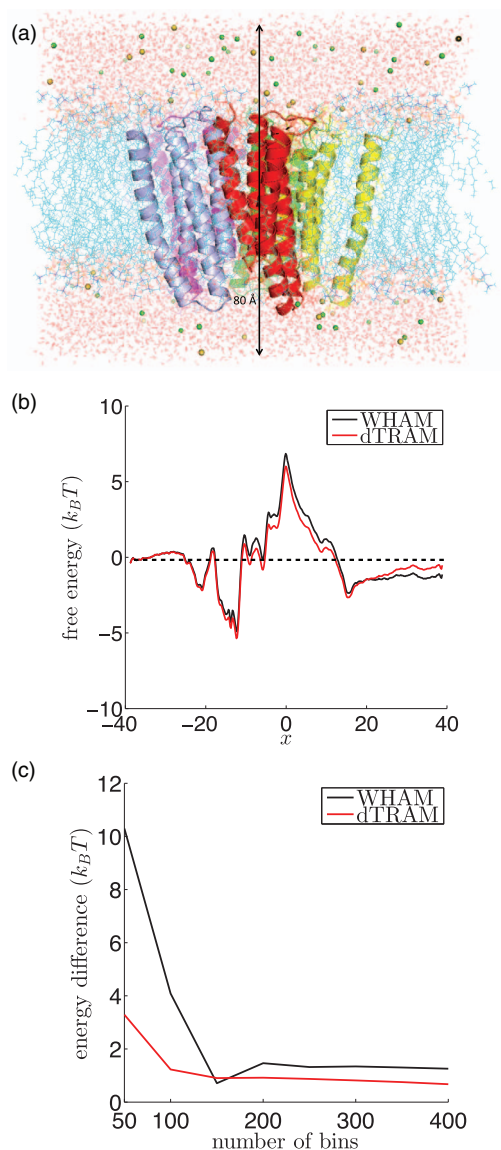 (a)
80 Å
(b)
WHAM
dTRAM
free energy (k_BT)
10
5
0
−5
−10
−40
−20
0
20
40
x
(c)
WHAM
dTRAM
energy difference (k_BT)
12
10
8
6
4
2
0
50
100
200
300
400
number of bins